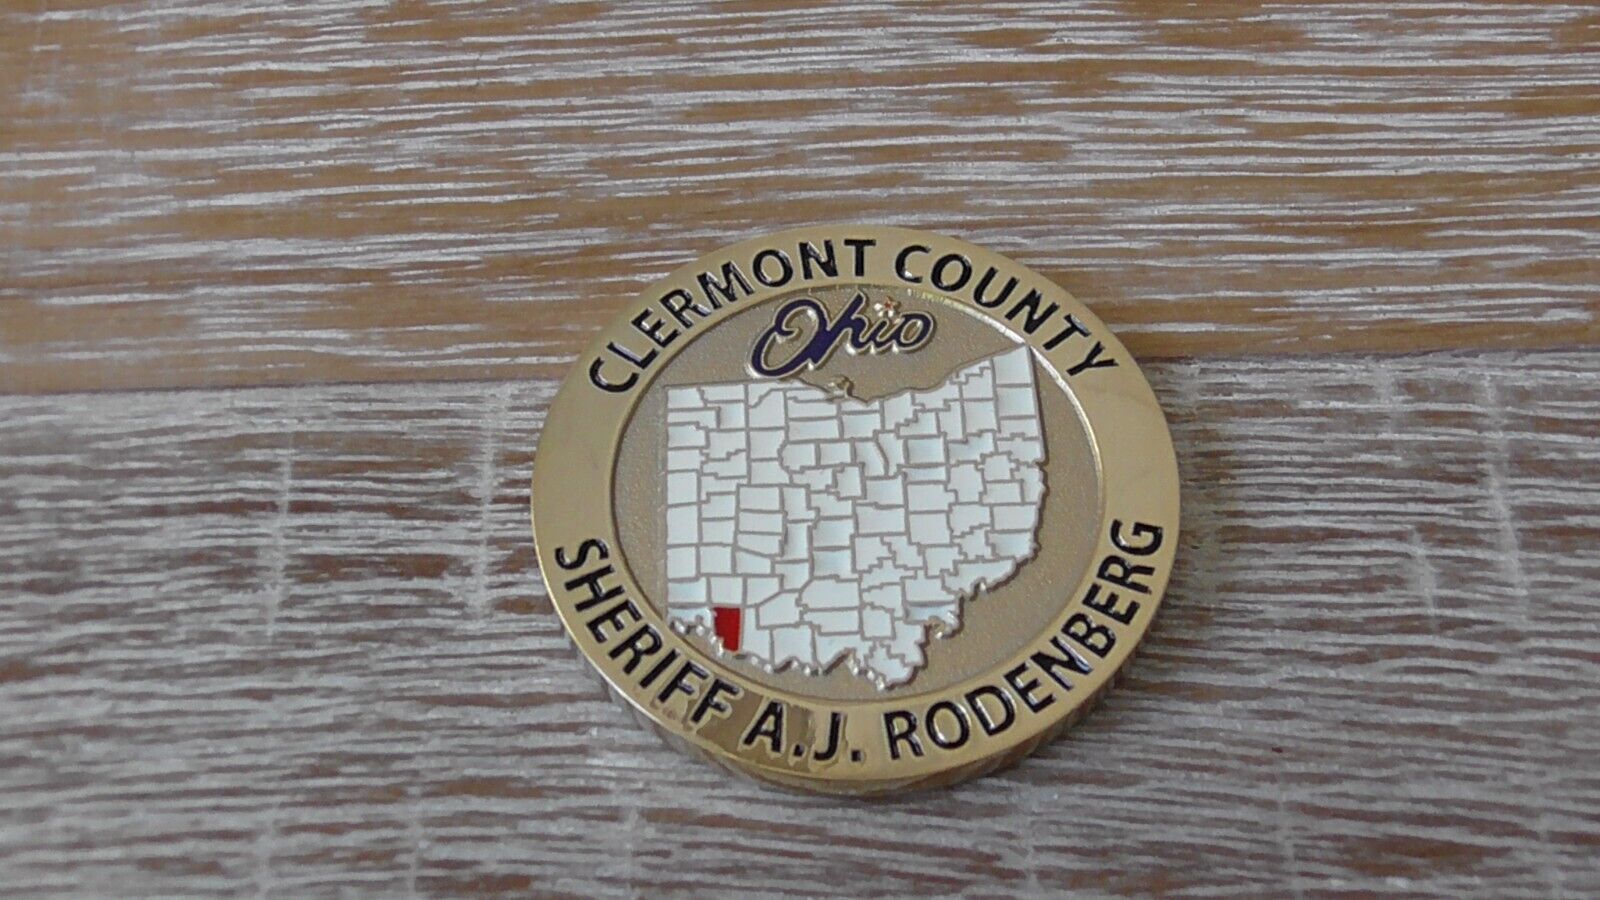 CLERMONT COUNTY
Ohio
SHERIFF A.J. RODENBERG